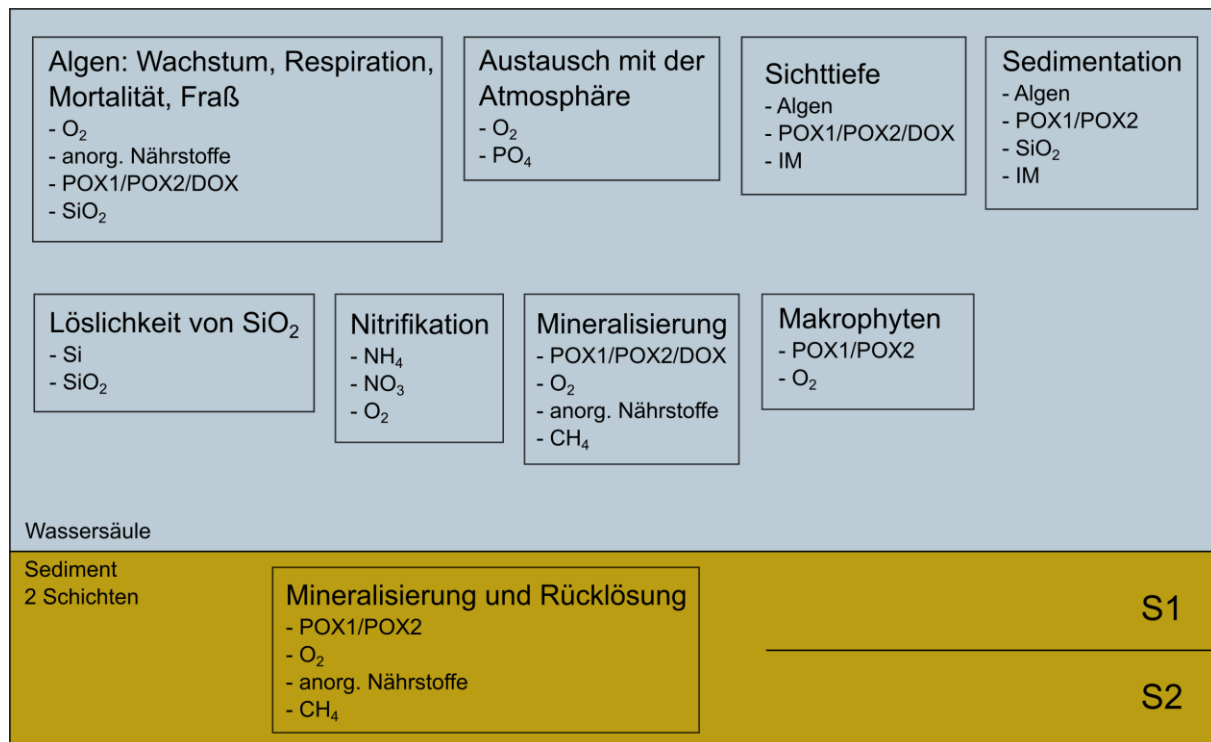 Algen: Wachstum, Respiration,
Mortalität, Fraß
- O₂
- anorg. Nährstoffe
- POX1/POX2/DOX
- SiO₂
Austausch mit der
Atmosphäre
- O₂
- PO₄
Sichttiefe
- Algen
- POX1/POX2/DOX
- IM
Sedimentation
- Algen
- POX1/POX2
- SiO₂
- IM
Löslichkeit von SiO₂
- Si
- SiO₂
Nitrifikation
- NH₄
- NO₃
- O₂
Mineralisierung
- POX1/POX2/DOX
- O₂
- anorg. Nährstoffe
- CH₄
Makrophyten
- POX1/POX2
- O₂
Wassersäule
Sediment
2 Schichten
Mineralisierung und Rücklösung
- POX1/POX2
- O₂
- anorg. Nährstoffe
- CH₄
S1
S2